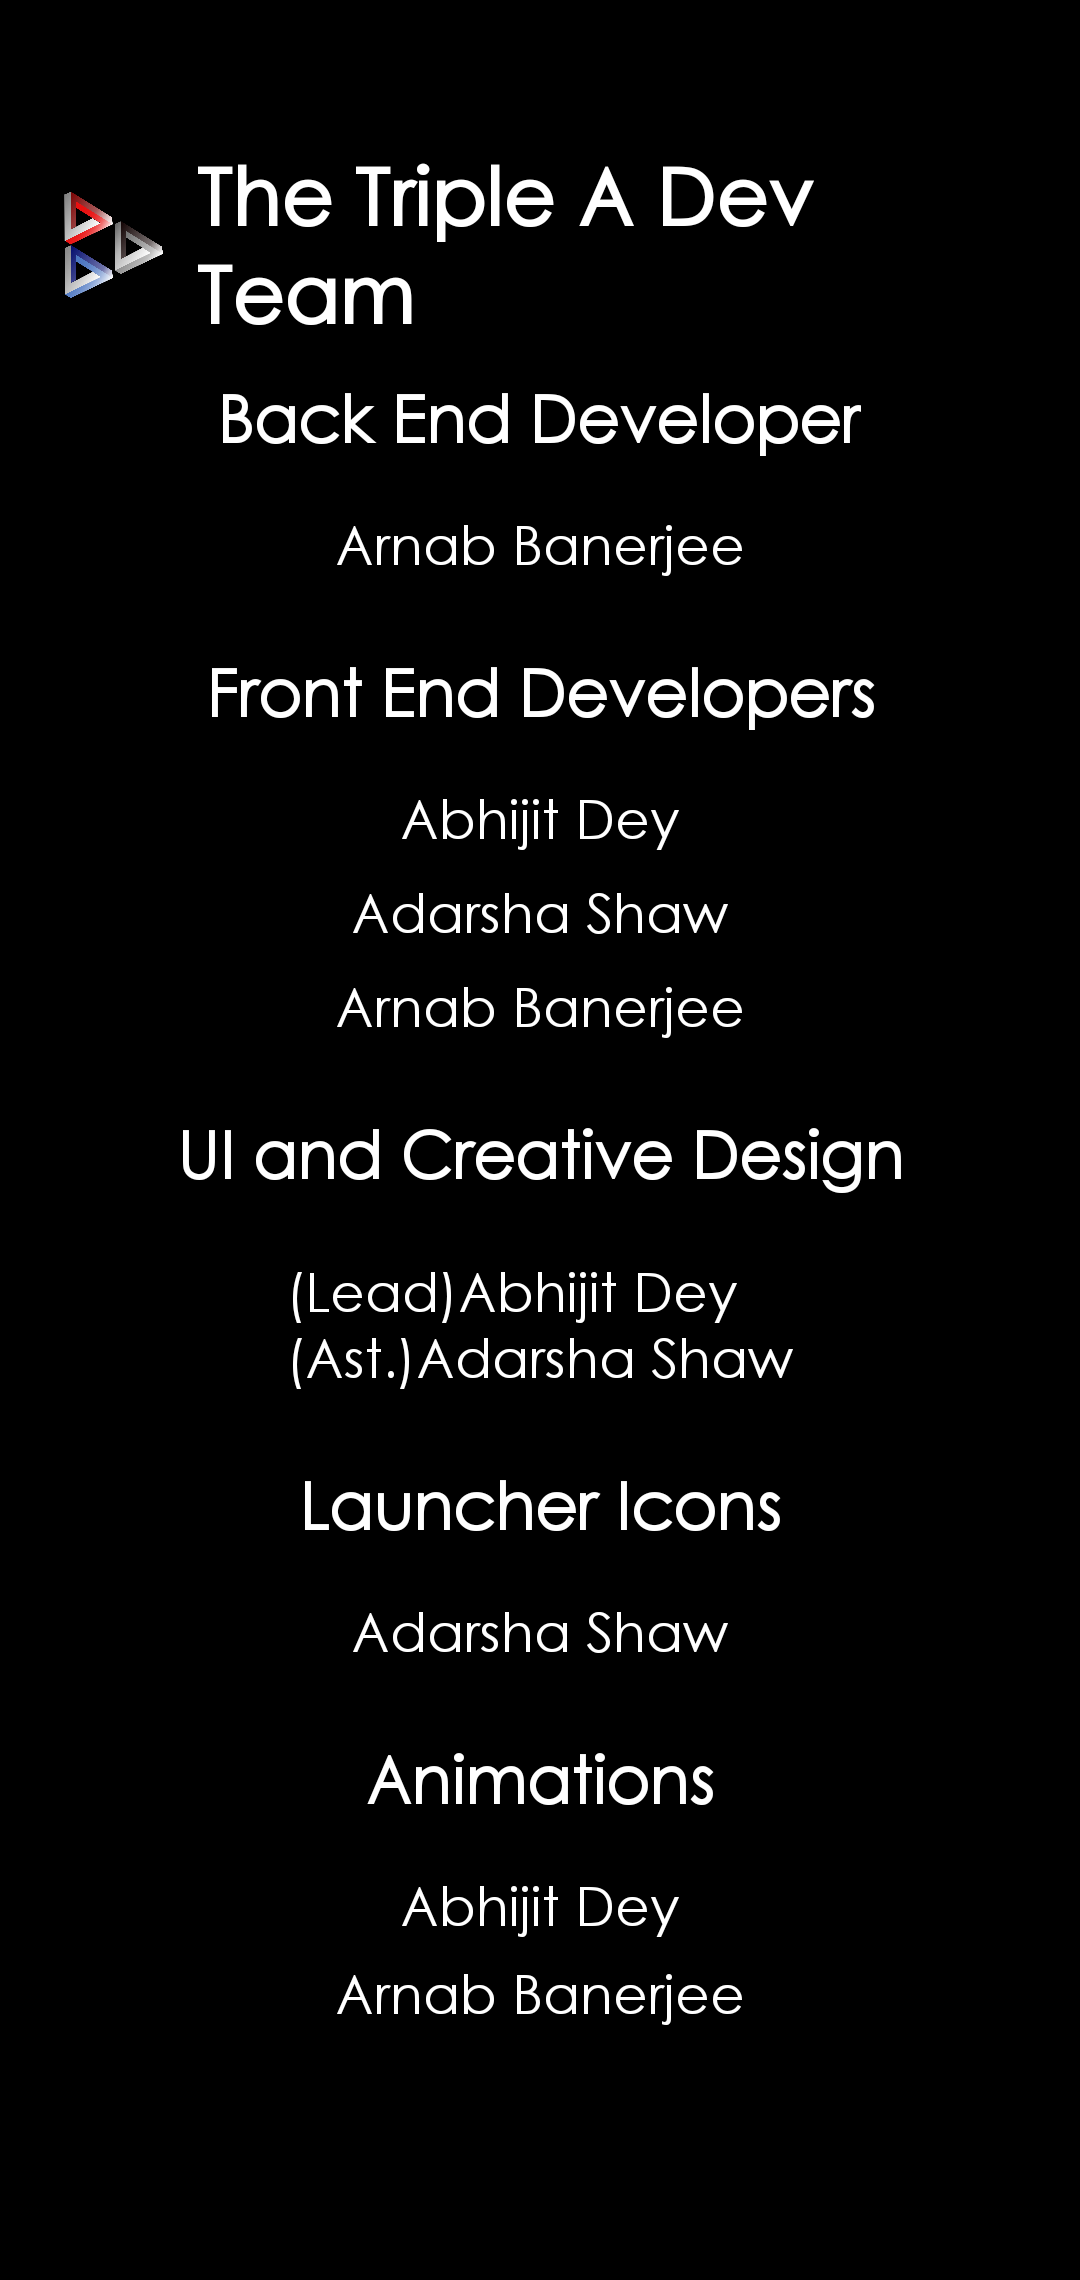 The Triple A Dev
Team
Back End Developer
Arnab Banerjee
Front End Developers
Abhijit Dey
Adarsha Shaw
Arnab Banerjee
UI and Creative Design
(Lead)Abhijit Dey
(Ast.)Adarsha Shaw
Launcher Icons
Adarsha Shaw
Animations
Abhijit Dey
Arnab Banerjee